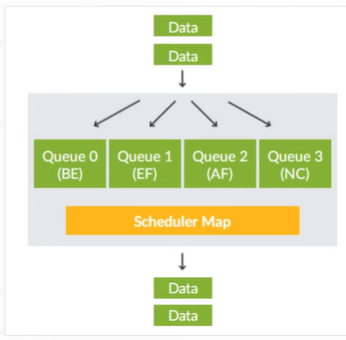 Data
Data
Queue 0 Queue 1 Queue 2 Queue 3
(BE) (EF) (AF) (NC)
Scheduler Map
Data
Data